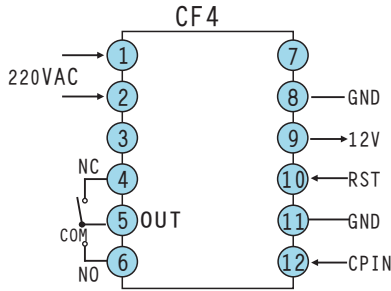 CF4
1
7
220VAC
2
8
GND
3
9
12V
NC
4
10
RST
5
OUT
11
GND
COM
NO
6
12
CPIN